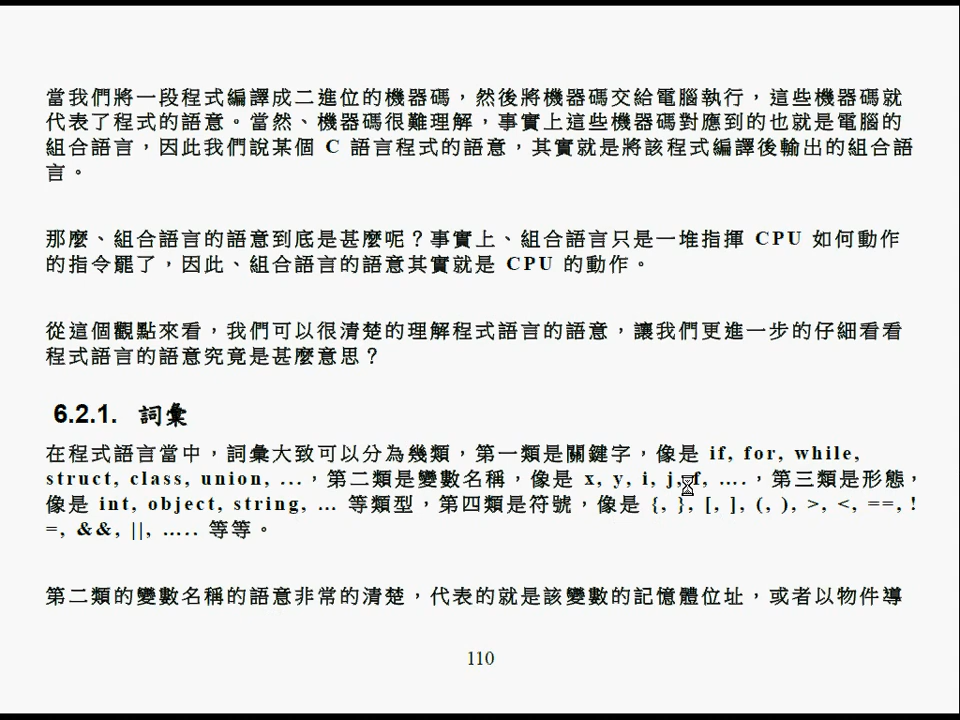 當我們將一段程式編譯成二進位的機器碼，然後將機器碼交給電腦執行，這些機器碼就
代表了程式的語意。當然、機器碼很難理解，事實上這些機器碼對應到的也就是電腦的
組合語言，因此我們說某個 C 語言程式的語意，其實就是將該程式編譯後輸出的組合語
言。
那麼、組合語言的語意到底是甚麼呢？事實上、組合語言只是一堆指揮 CPU 如何動作
的指令罷了，因此、組合語言的語意其實就是 CPU 的動作。
從這個觀點來看，我們可以很清楚的理解程式語言的語意，讓我們更進一步的仔細看看
程式語言的語意究竟是甚麼意思？
6.2.1. 詞彙
在程式語言當中，詞彙大致可以分為幾類，第一類是關鍵字，像是 if, for, while,
struct, class, union, ...，第二類是變數名稱，像是 x, y, i, j, f, ....，第三類是形態，
像是 int, object, string, ... 等類型，第四類是符號，像是 {, }, [, ], (, ), >, <, ==, !
=, &&, ||, ..... 等等。
第二類的變數名稱的語意非常的清楚，代表的就是該變數的記憶體位址，或者以物件導
110